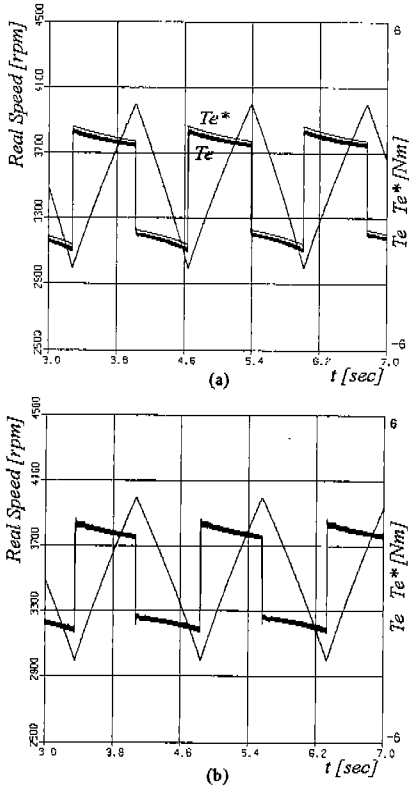 4500
4100
3700
3300
2900
2500
Real Speed [rpm]
6
-6
Te Te* [Nm]
Te*
Te
3.0 3.8 4.6 5.4 6.2 7.0
t [sec]
(a)
4500
4100
3700
3300
2900
2500
Real Speed [rpm]
6
-6
Te Te* [Nm]
3.0 3.8 4.6 5.4 6.2 7.0
t [sec]
(b)